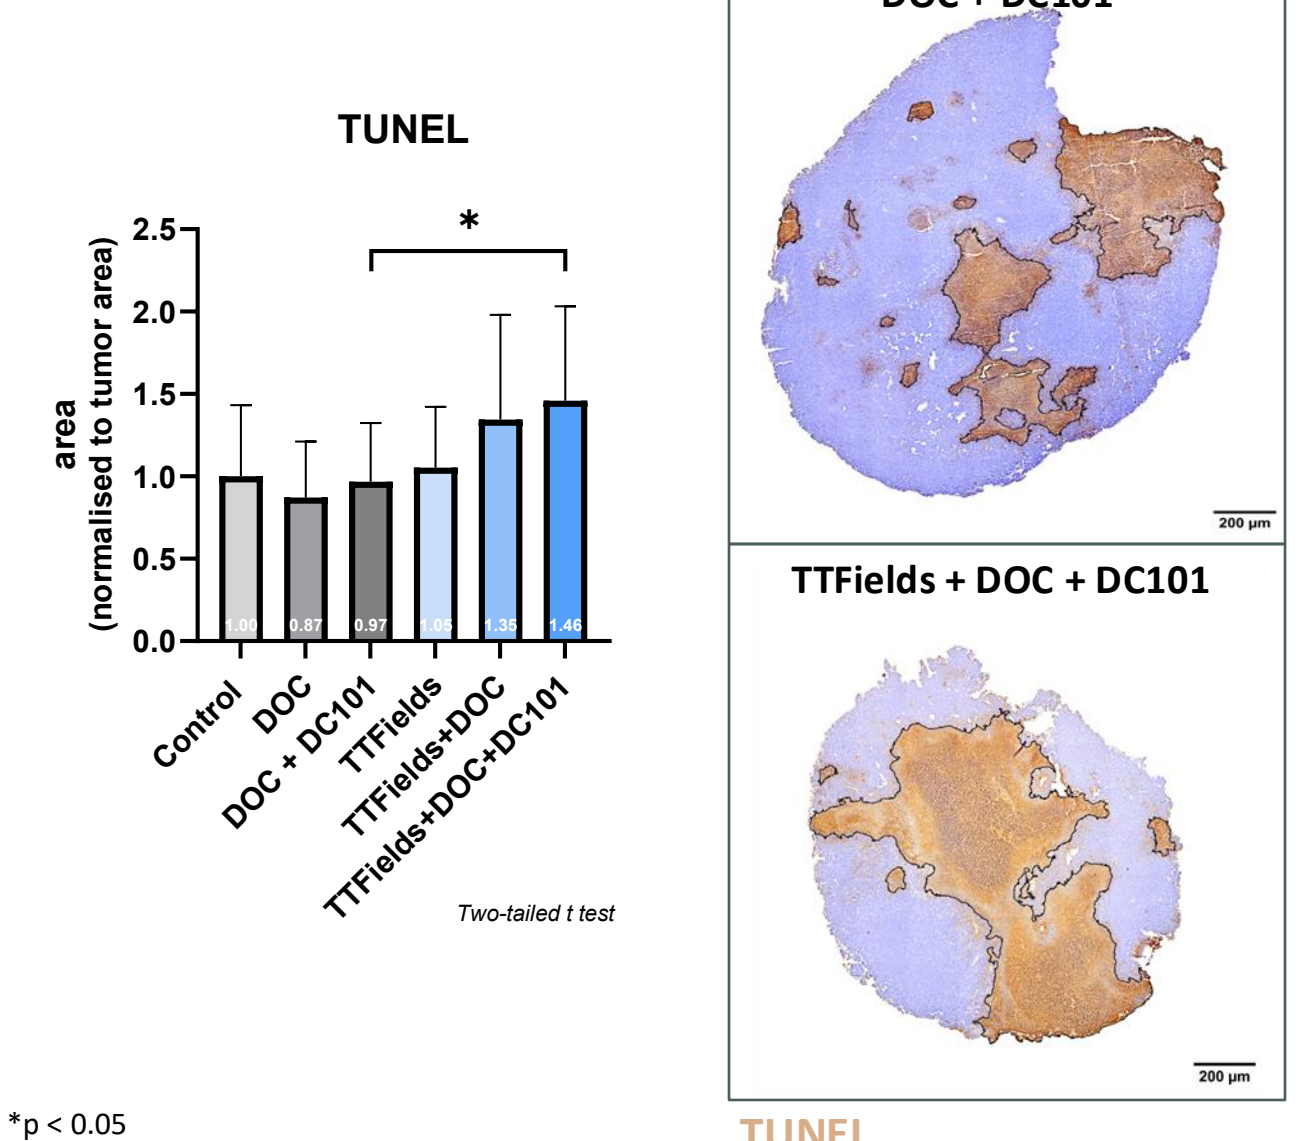 DOC + DC101
TUNEL
*
area
(normalised to tumor area)
2.5
2.0
1.5
1.0
0.5
0.0
1.00
0.87
0.97
1.05
1.35
1.46
Control
DOC
DOC + DC101
TTFields
TTFields+DOC
TTFields+DOC+DC101
Two-tailed t test
*p < 0.05
200 µm
TTFields + DOC + DC101
200 µm
TUNEL